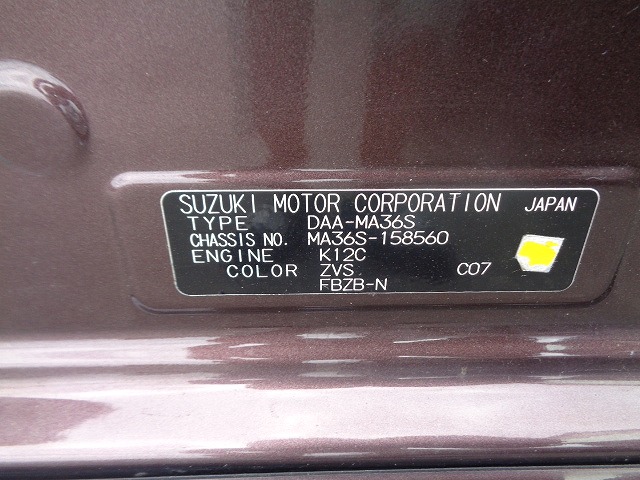 SUZUKI MOTOR CORPORATION JAPAN
TYPE DAA-MA36S
CHASSIS NO. MA36S-158560
ENGINE K12C
COLOR ZVS C07
FBZB-N